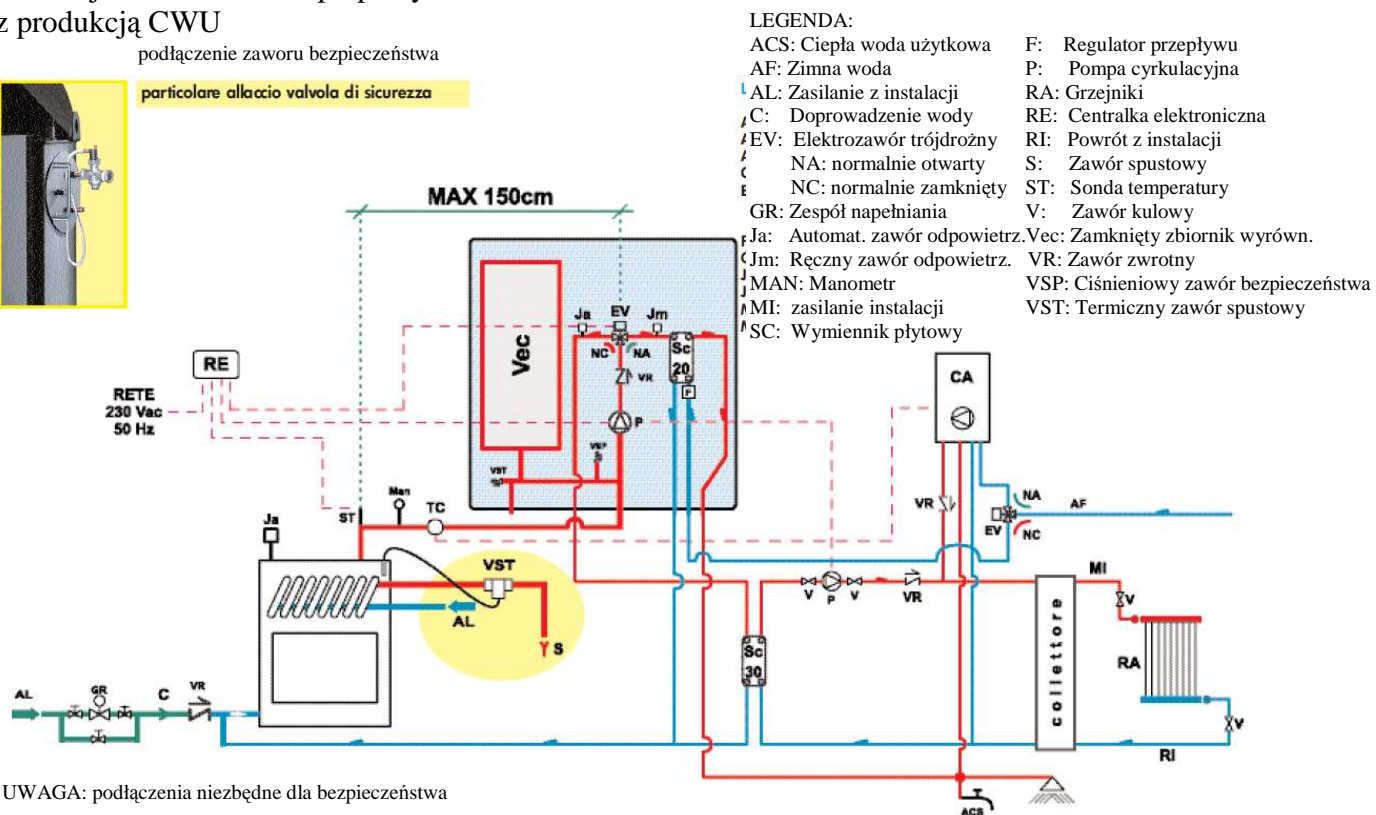 z produkcją CWU
podłączenie zaworu bezpieczeństwa
particolare allaccio valvola di sicurezza
LEGENDA:
ACS: Ciepła woda użytkowa
AF: Zimna woda
AL: Zasilanie z instalacji
C: Doprowadzenie wody
EV: Elektrozawór trójdrożny
NA: normalnie otwarty
NC: normalnie zamknięty
GR: Zespół napełniania
Ja: Automat. zawór odpowietrz.
Jm: Ręczny zawór odpowietrz.
MAN: Manometr
MI: zasilanie instalacji
SC: Wymiennik płytowy
F: Regulator przepływu
P: Pompa cyrkulacyjna
RA: Grzejniki
RE: Centralka elektroniczna
RI: Powrót z instalacji
S: Zawór spustowy
ST: Sonda temperatury
V: Zawór kulowy
Vec: Zamknięty zbiornik wyrówn.
VR: Zawór zwrotny
VSP: Ciśnieniowy zawór bezpieczeństwa
VST: Termiczny zawór spustowy
MAX 150cm
Ja
EV
Jm
NC
NA
Vec
Sc
20
F
VR
P
VSP
VST
RE
RETE
230 Vac
50 Hz
CA
VR
NA
AF
EV
NC
Man
TC
ST
Ja
VST
AL
S
MI
V
P
V
VR
V
Sc
30
collettore
RA
V
RI
AL
GR
C
VR
ACS
UWAGA: podłączenia niezbędne dla bezpieczeństwa